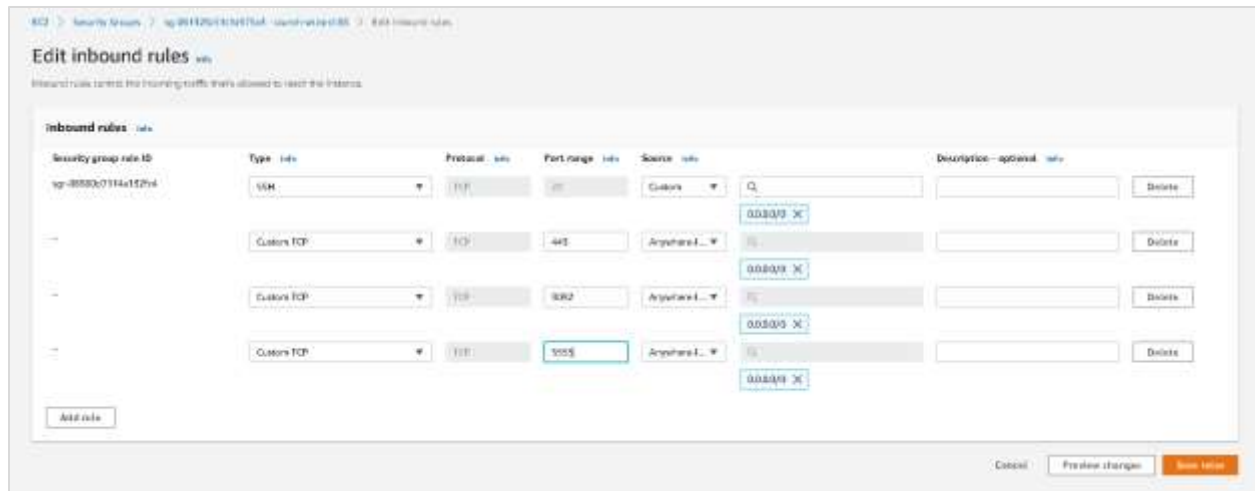 EC2 > Security Groups > Edit inbound rules
Edit inbound rules Info
Inbound rules control the incoming traffic that's allowed to reach the instance.
Inbound rules Info
Security group rule ID Type Info Protocol Info Port range Info Source Info Description - optional Info
SSH TCP 22 Custom Delete
0.0.0.0/0 X
- Custom TCP TCP Anywhere-I... Delete
0.0.0.0/0 X
- Custom TCP TCP Anywhere-I... Delete
0.0.0.0/0 X
- Custom TCP TCP 5555 Anywhere-I... Delete
0.0.0.0/0 X
Add rule
Cancel Preview changes Save rules